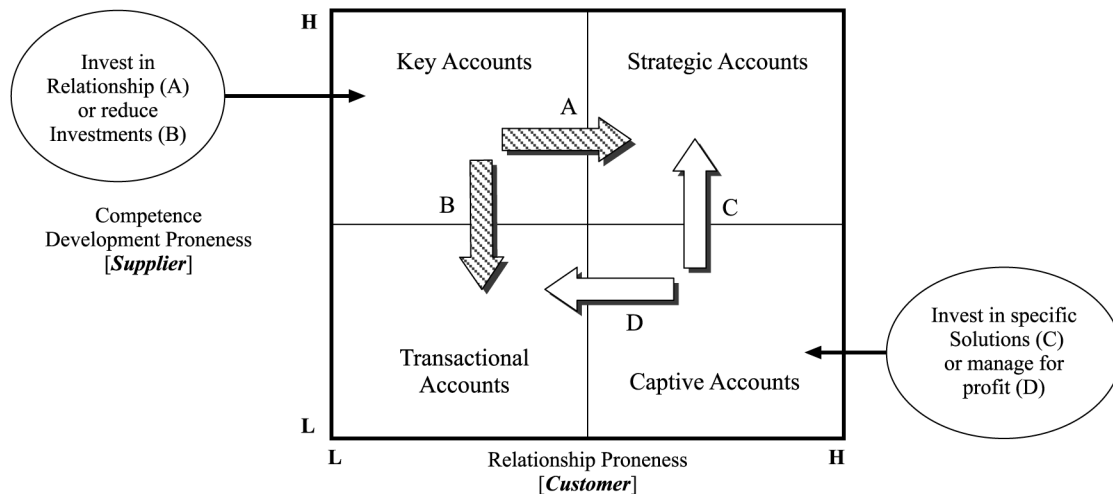 H
Invest in
Relationship (A)
or reduce
Investments (B)
Key Accounts
Strategic Accounts
A
B
C
Competence
Development Proneness
[Supplier]
D
Transactional
Accounts
Captive Accounts
Invest in specific
Solutions (C)
or manage for
profit (D)
L
L
Relationship Proneness
[Customer]
H